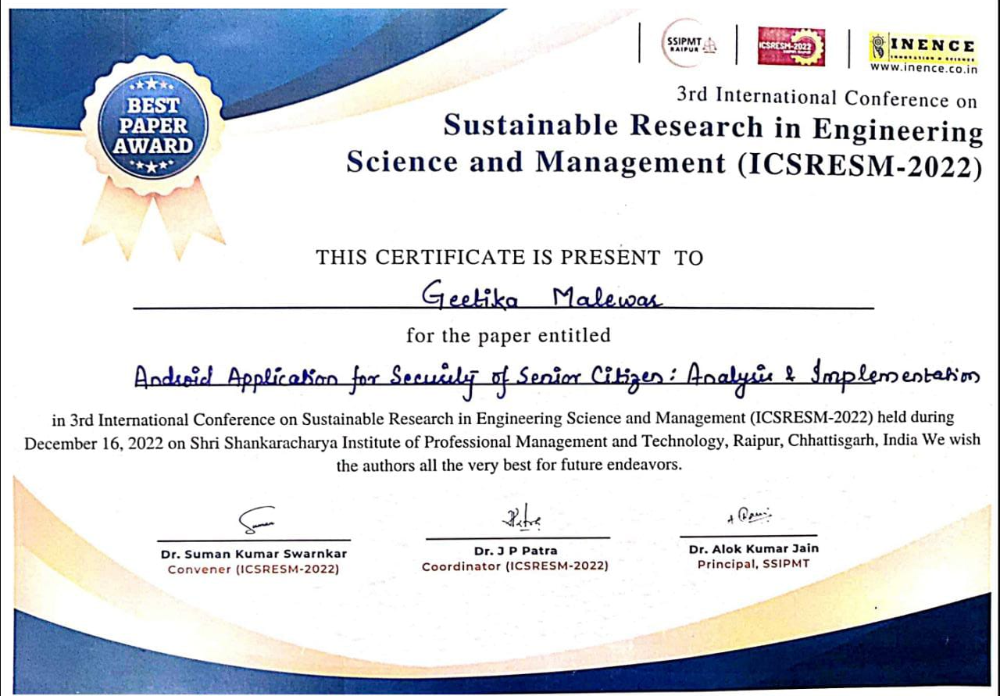 SSIPMT
RAIPUR
ICSRESM-2022
INENCE
www.inence.co.in
BEST
PAPER
AWARD
3rd International Conference on
Sustainable Research in Engineering
Science and Management (ICSRESM-2022)
THIS CERTIFICATE IS PRESENT TO
Geetika Malewar
for the paper entitled
Android Application for Security of Senior Citizen: Analysis & Implementation
in 3rd International Conference on Sustainable Research in Engineering Science and Management (ICSRESM-2022) held during
December 16, 2022 on Shri Shankaracharya Institute of Professional Management and Technology, Raipur, Chhattisgarh, India We wish
the authors all the very best for future endeavors.
Dr. Suman Kumar Swarnkar
Convener (ICSRESM-2022)
Dr. J P Patra
Coordinator (ICSRESM-2022)
Dr. Alok Kumar Jain
Principal, SSIPMT